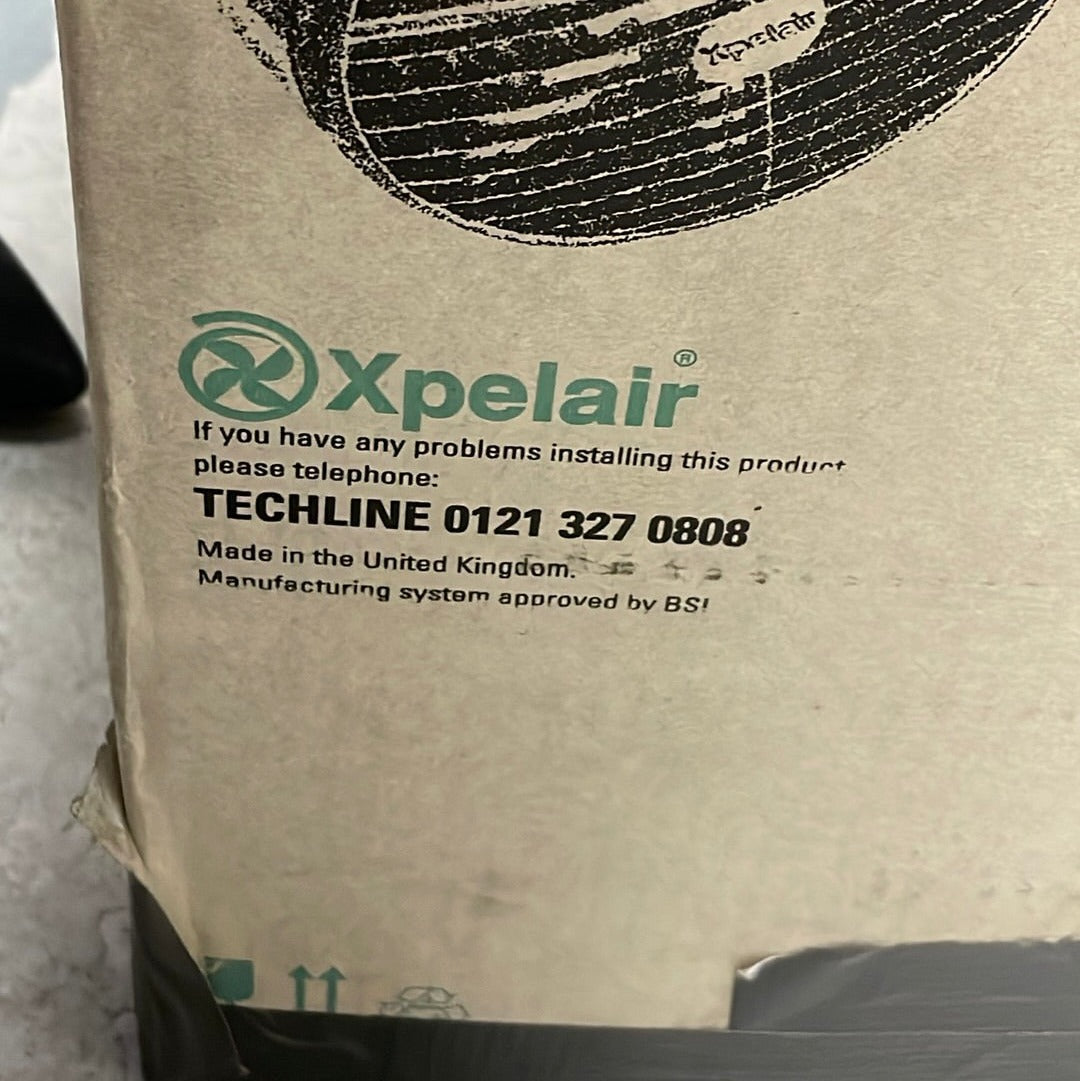 Xpelair
Xpelair®
If you have any problems installing this product
please telephone:
TECHLINE 0121 327 0808
Made in the United Kingdom.
Manufacturing system approved by BSI